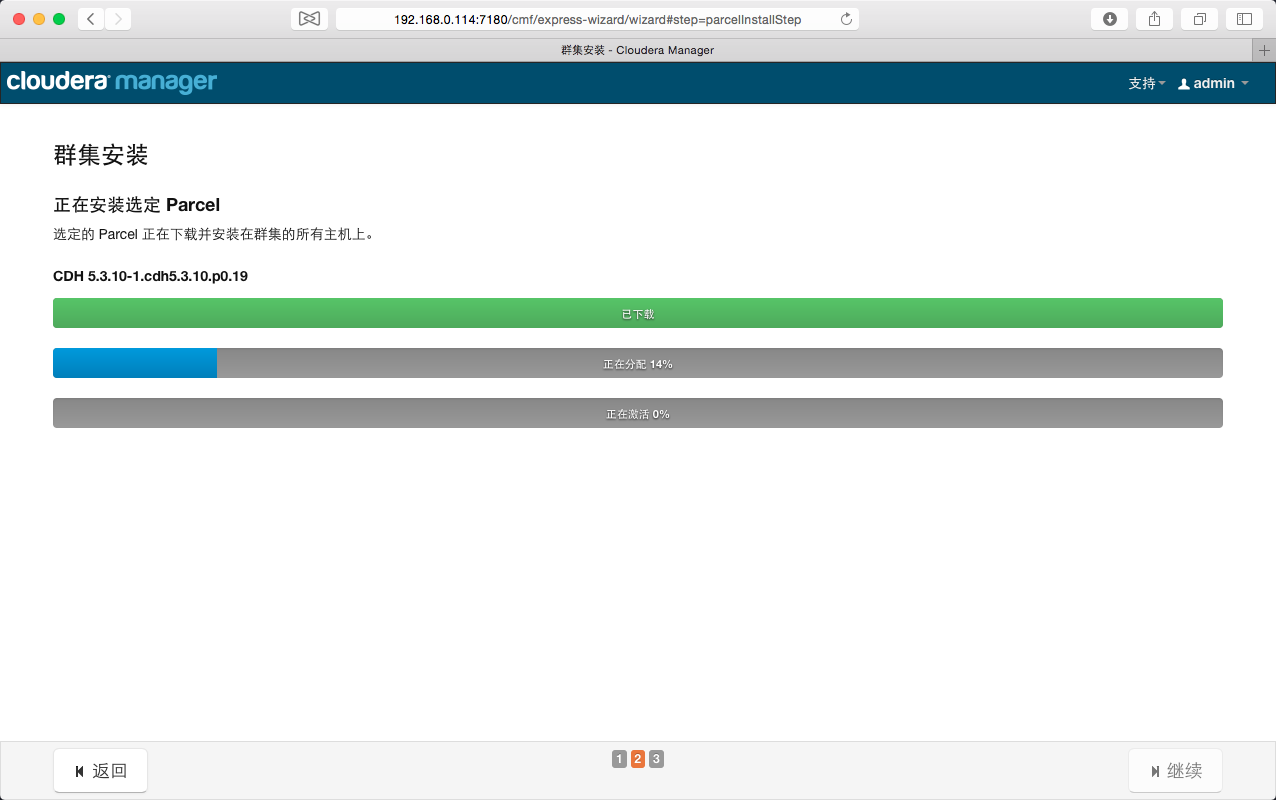 192.168.0.114:7180/cmf/express-wizard/wizard#step=parcelInstallStep
群集安装 - Cloudera Manager
cloudera manager
支持 admin
群集安装
正在安装选定 Parcel
选定的 Parcel 正在下载并安装在群集的所有主机上。
CDH 5.3.10-1.cdh5.3.10.p0.19
已下载
正在分配 14%
正在激活 0%
返回 1 2 3 继续